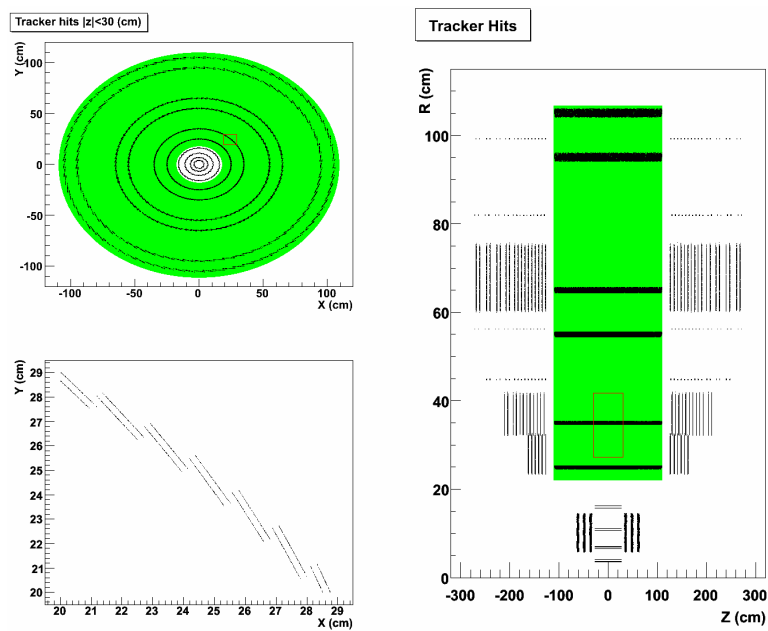 Tracker hits |z|<30 (cm)
Y (cm)
100
50
0
-50
-100
-100 -50 0 50 100
X (cm)
Y (cm)
29
28
27
26
25
24
23
22
21
20
20 21 22 23 24 25 26 27 28 29
X (cm)
Tracker Hits
R (cm)
100
80
60
40
20
0
-300 -200 -100 0 100 200 300
Z (cm)